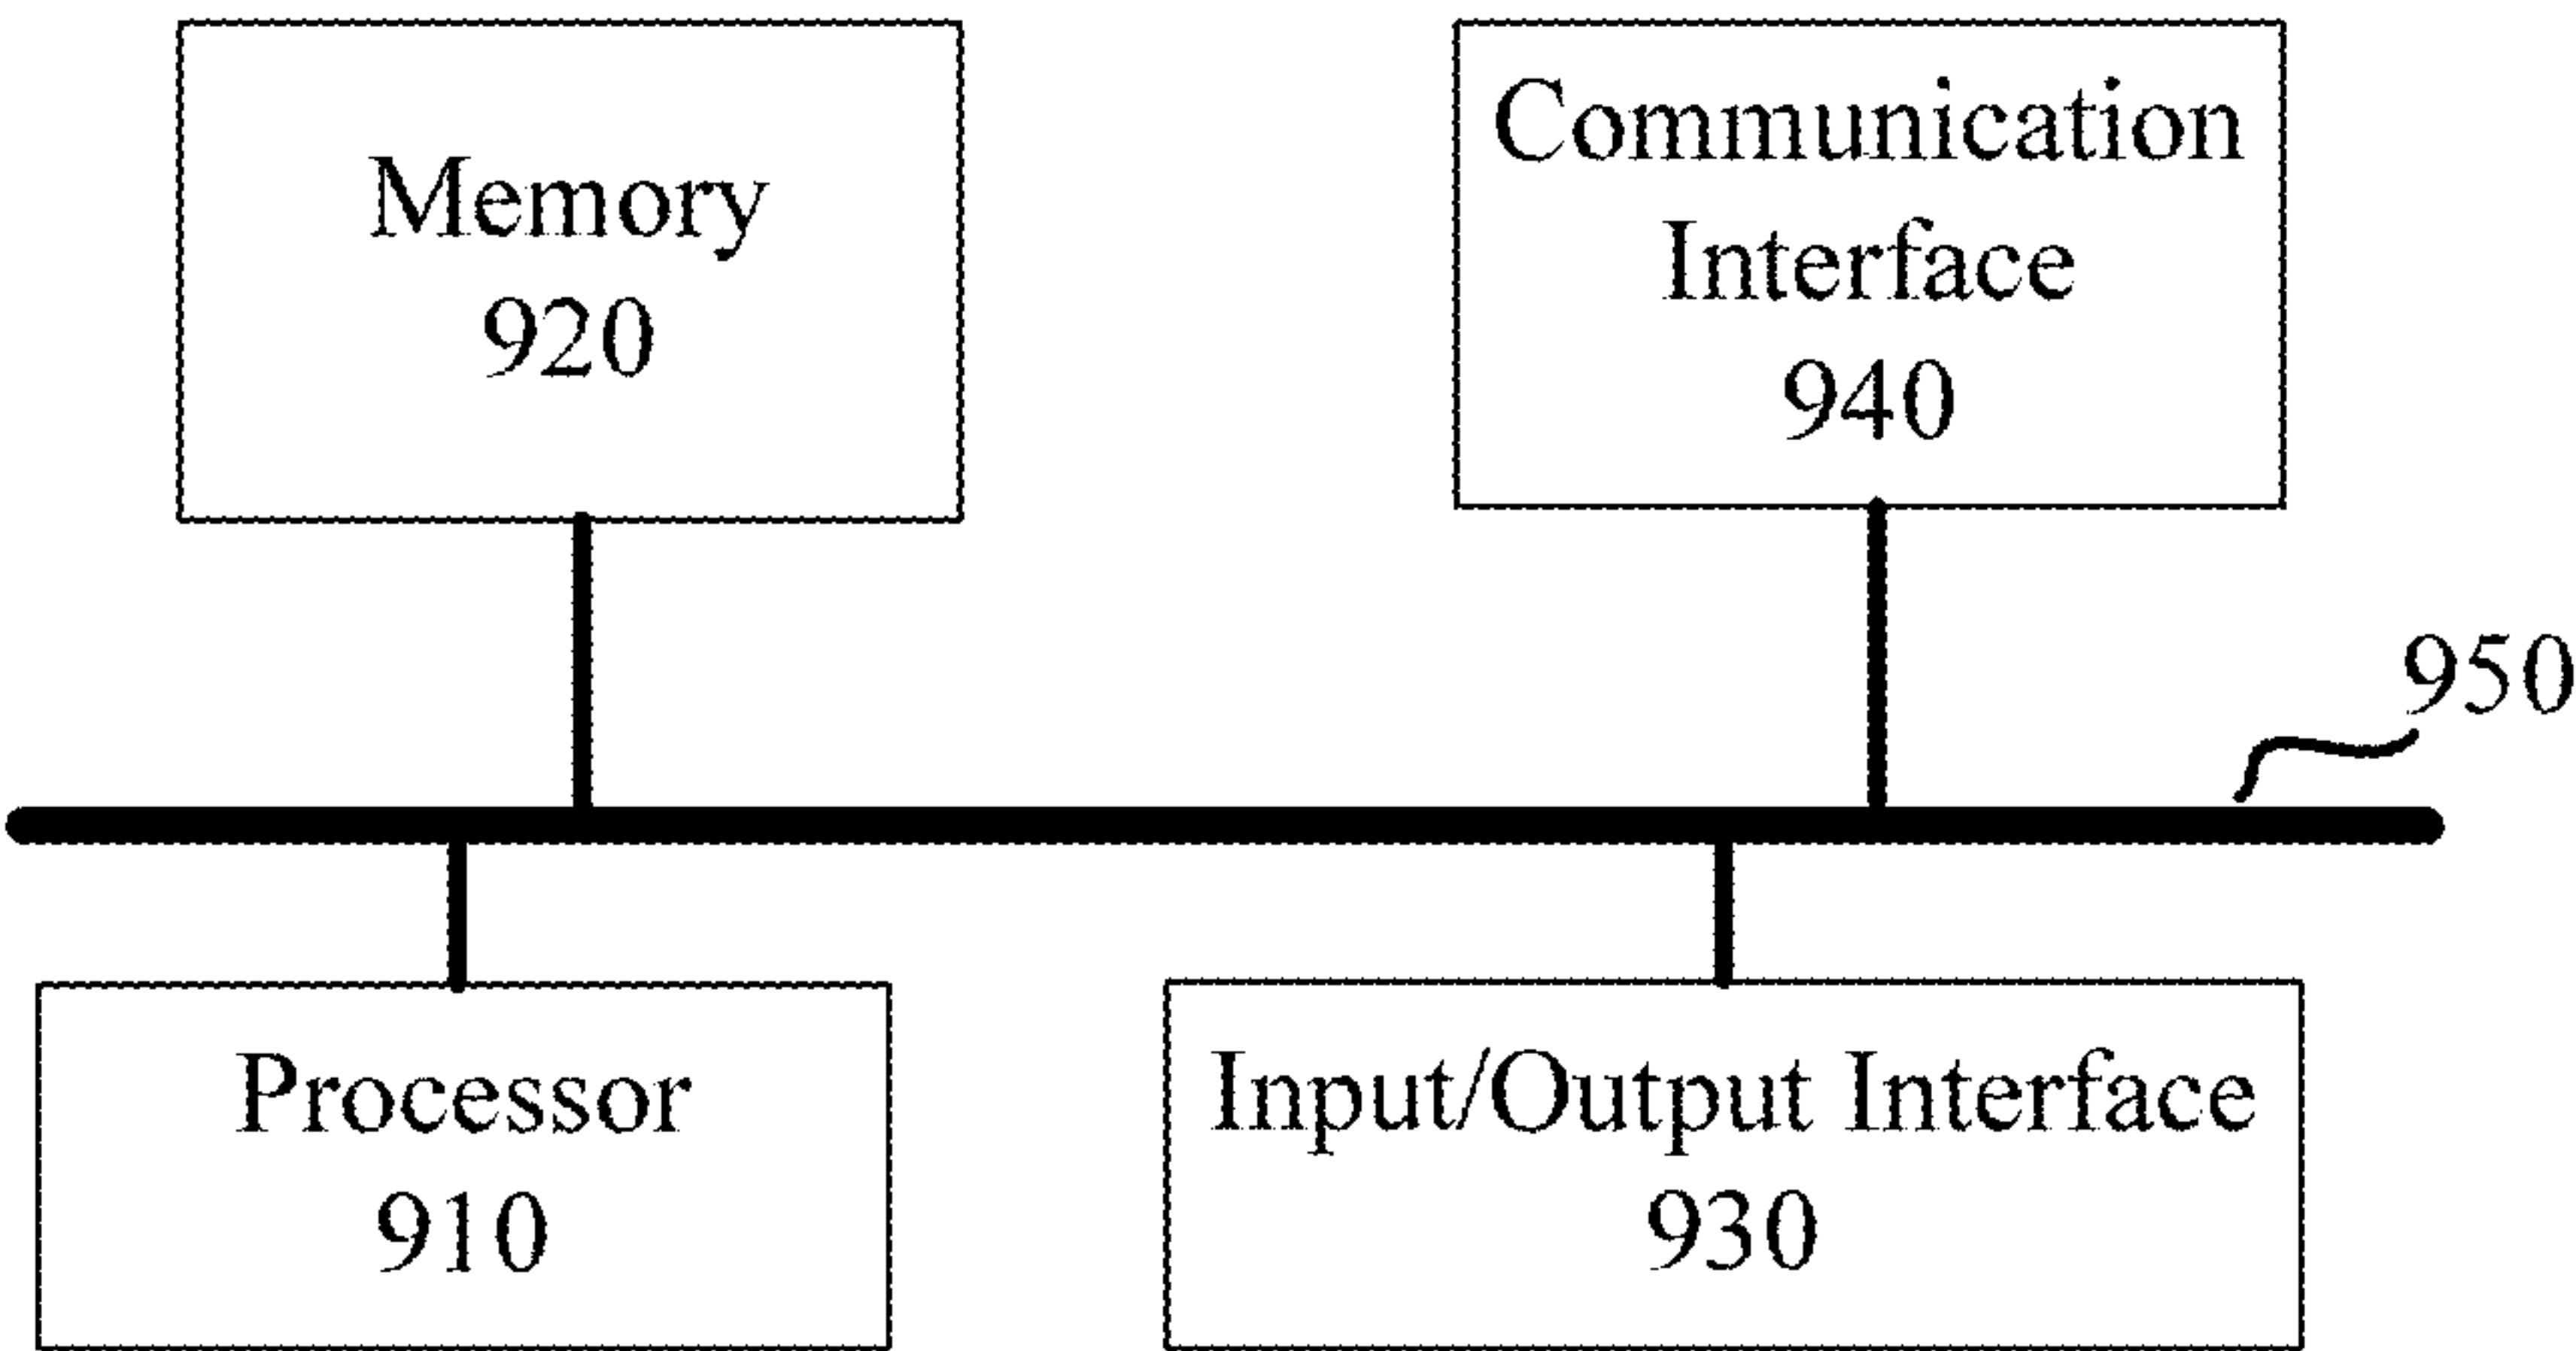 Memory
920
Communication
Interface
940
950
Processor
910
Input/Output Interface
930